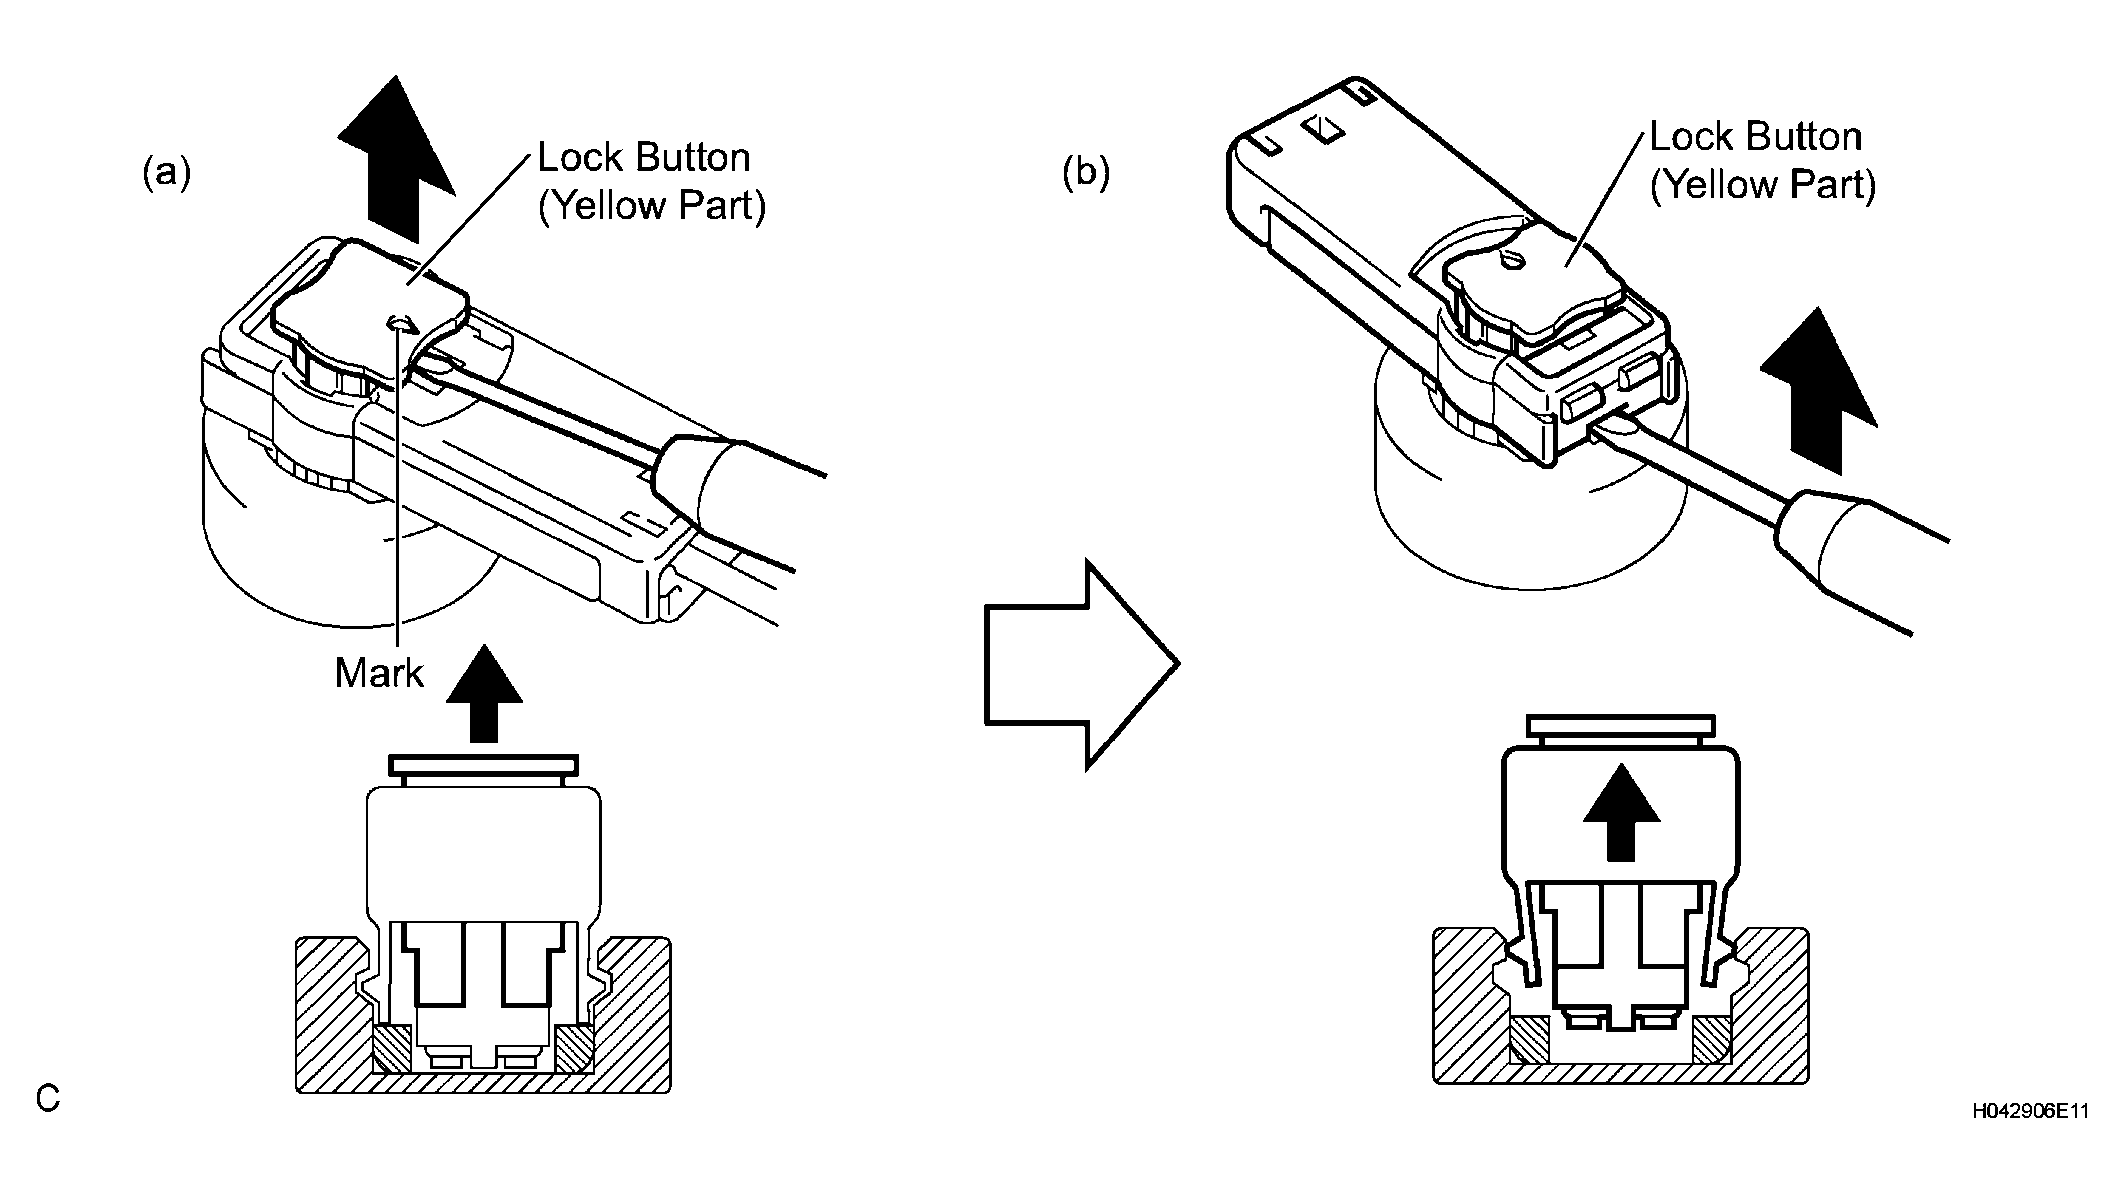 (a)
Lock Button
(Yellow Part)
Mark
(b)
Lock Button
(Yellow Part)
C
H042906E11